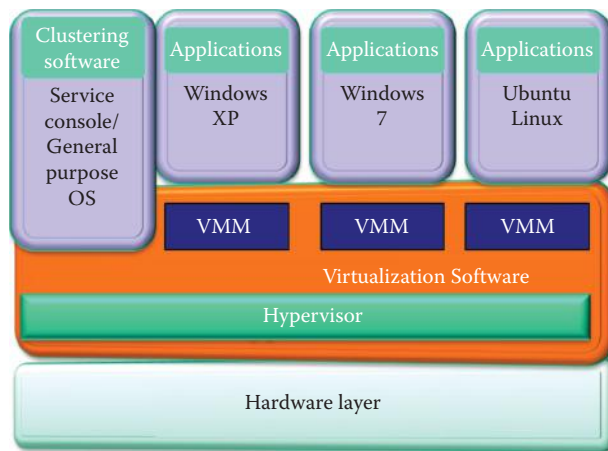 Clustering
software
Service
console/
General
purpose
OS
Applications
Windows
XP
Applications
Windows
7
Applications
Ubuntu
Linux
VMM
VMM
VMM
Virtualization Software
Hypervisor
Hardware layer